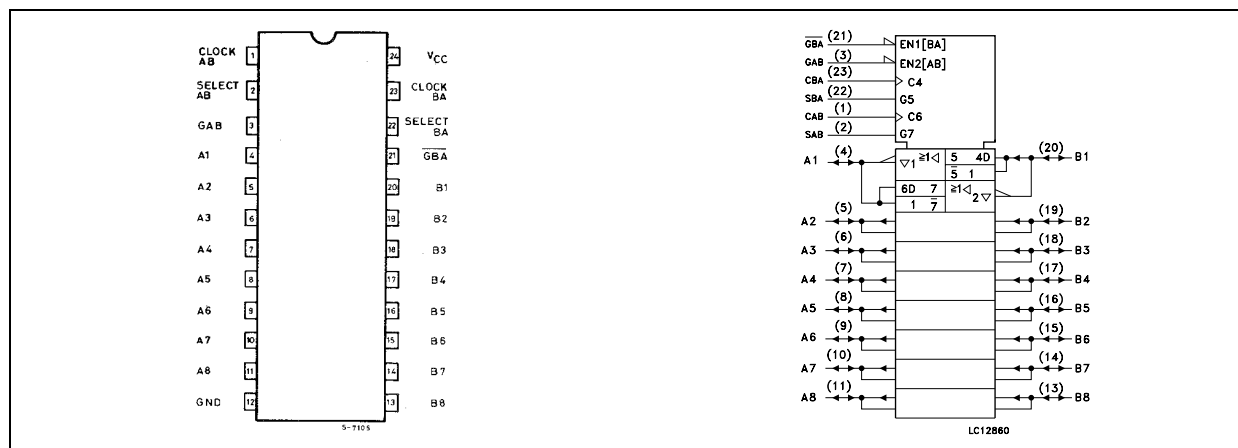 CLOCK AB 1 24 VCC
SELECT AB 2 23 CLOCK BA
GAB 3 22 SELECT BA
A1 4 21 GBA
A2 5 20 B1
A3 6 19 B2
A4 7 18 B3
A5 8 17 B4
A6 9 16 B5
A7 10 15 B6
A8 11 14 B7
GND 12 13 B8
S-7105
GBA (21) EN1[BA]
GAB (3) EN2[AB]
CBA (23) C4
SBA (22) G5
CAB (1) C6
SAB (2) G7
A1 (4) ▽1 ≥1◁ 5 4D (20) B1
5 1
6D 7 ≥1◁
1 7 2▽
A2 (5) (19) B2
A3 (6) (18) B3
A4 (7) (17) B4
A5 (8) (16) B5
A6 (9) (15) B6
A7 (10) (14) B7
A8 (11) (13) B8
LC12860